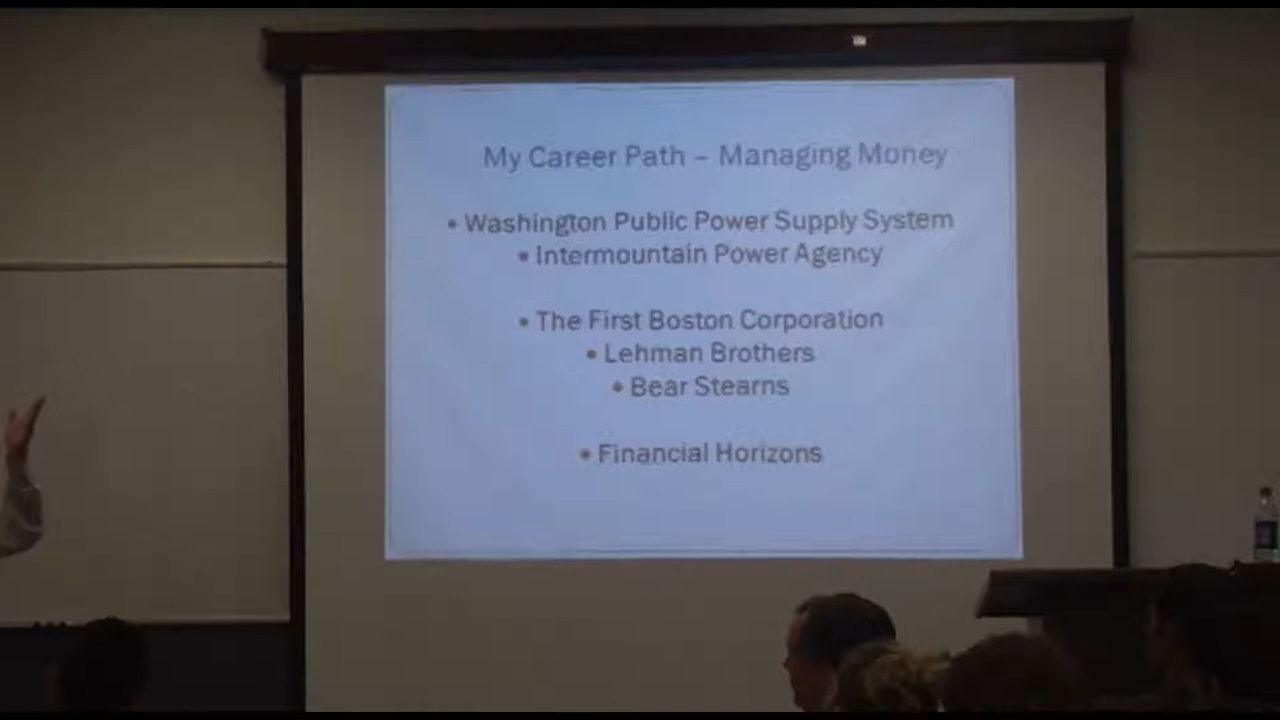 My Career Path – Managing Money
• Washington Public Power Supply System
• Intermountain Power Agency
• The First Boston Corporation
• Lehman Brothers
• Bear Stearns
• Financial Horizons